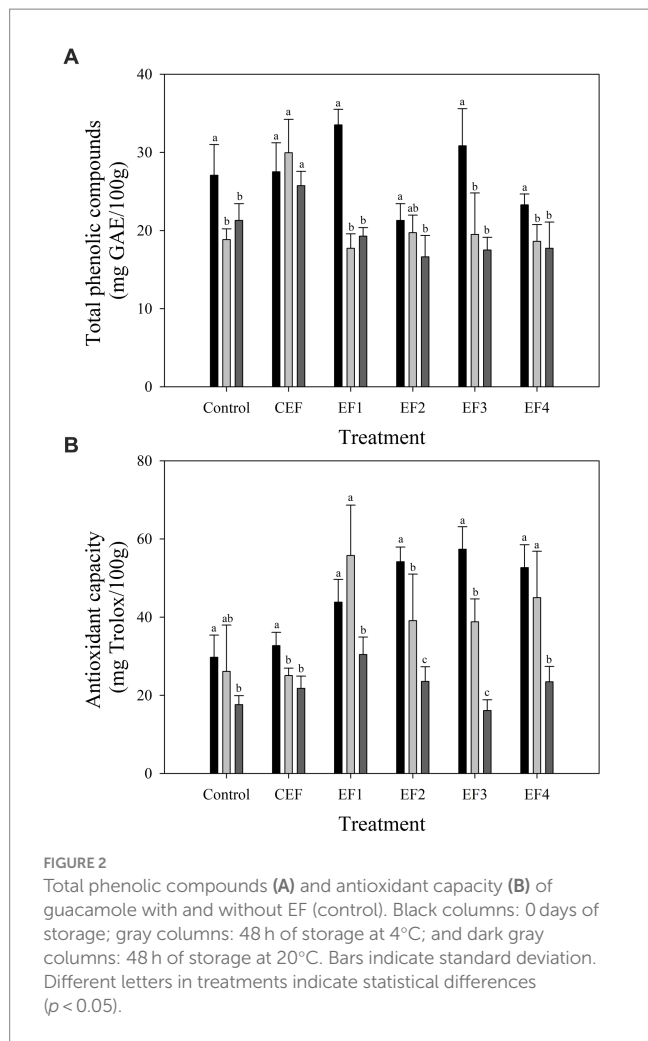 A
Total phenolic compounds
(mg GAE/100g)
40
30
20
10
0
a
b
b
a
a
a
a
b
b
a
ab
b
a
b
b
a
b
b
Control CEF EF1 EF2 EF3 EF4
Treatment
B
Antioxidant capacity
(mg Trolox/100g)
80
60
40
20
0
a
ab
b
a
b
b
a
a
b
a
b
c
a
b
c
a
a
b
Control CEF EF1 EF2 EF3 EF4
Treatment
FIGURE 2
Total phenolic compounds (A) and antioxidant capacity (B) of
guacamole with and without EF (control). Black columns: 0 days of
storage; gray columns: 48 h of storage at 4°C; and dark gray
columns: 48 h of storage at 20°C. Bars indicate standard deviation.
Different letters in treatments indicate statistical differences
(p < 0.05).